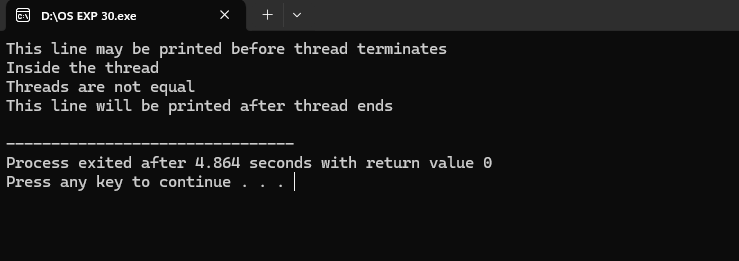 D:\OS EXP 30.exe
This line may be printed before thread terminates
Inside the thread
Threads are not equal
This line will be printed after thread ends
--------------------------------
Process exited after 4.864 seconds with return value 0
Press any key to continue . . .